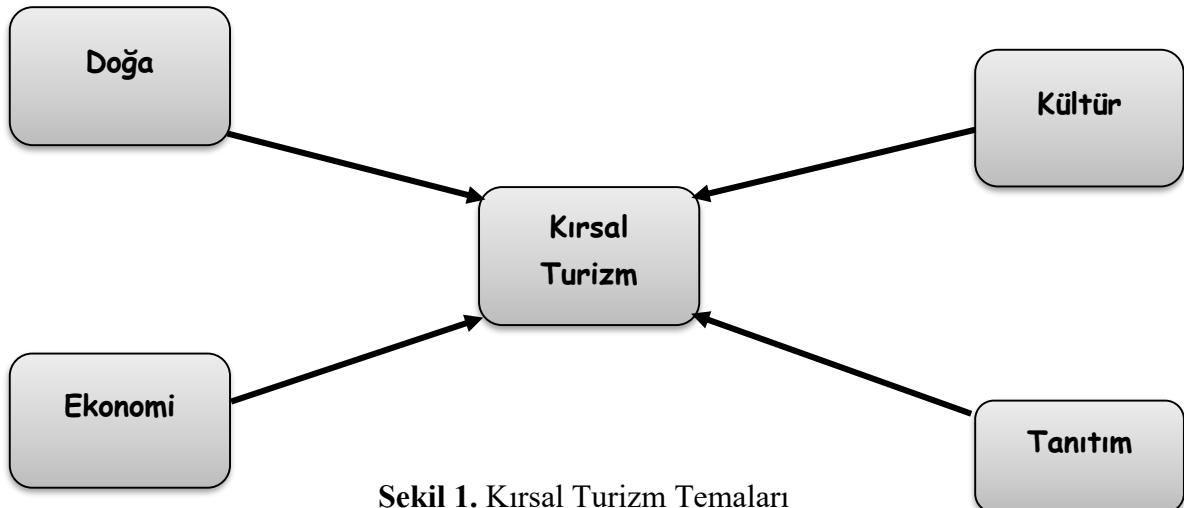 Doğa
Kültür
Kırsal
Turizm
Ekonomi
Tanıtım
Şekil 1. Kırsal Turizm Temaları